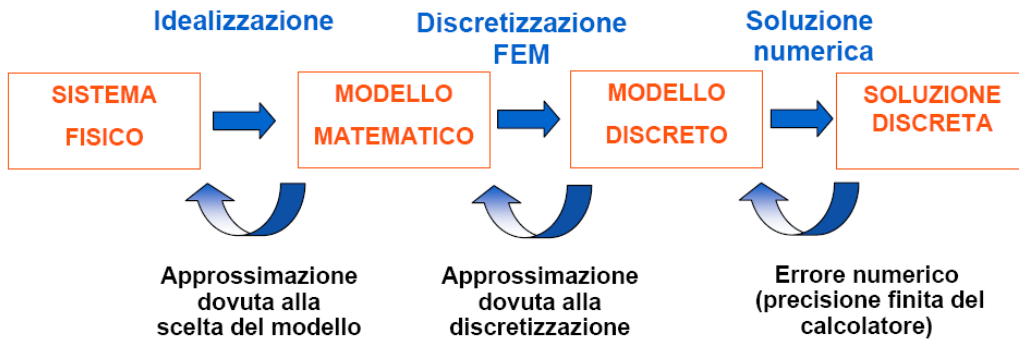 Idealizzazione
Discretizzazione
FEM
Soluzione
numerica
SISTEMA
FISICO
MODELLO
MATEMATICO
MODELLO
DISCRETO
SOLUZIONE
DISCRETA
Approssimazione
dovuta alla
scelta del modello
Approssimazione
dovuta alla
discretizzazione
Errore numerico
(precisione finita del
calcolatore)